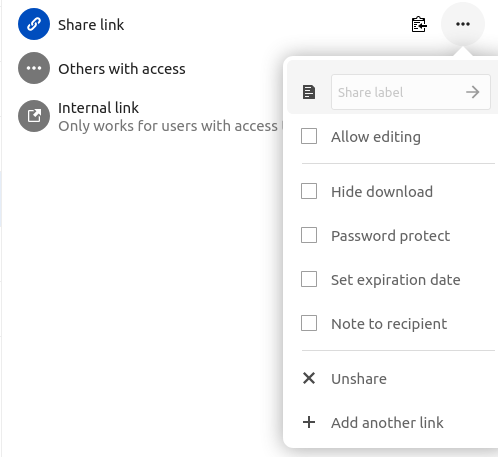 Share link
Others with access
Internal link
Only works for users with access
Share label
Allow editing
Hide download
Password protect
Set expiration date
Note to recipient
Unshare
Add another link